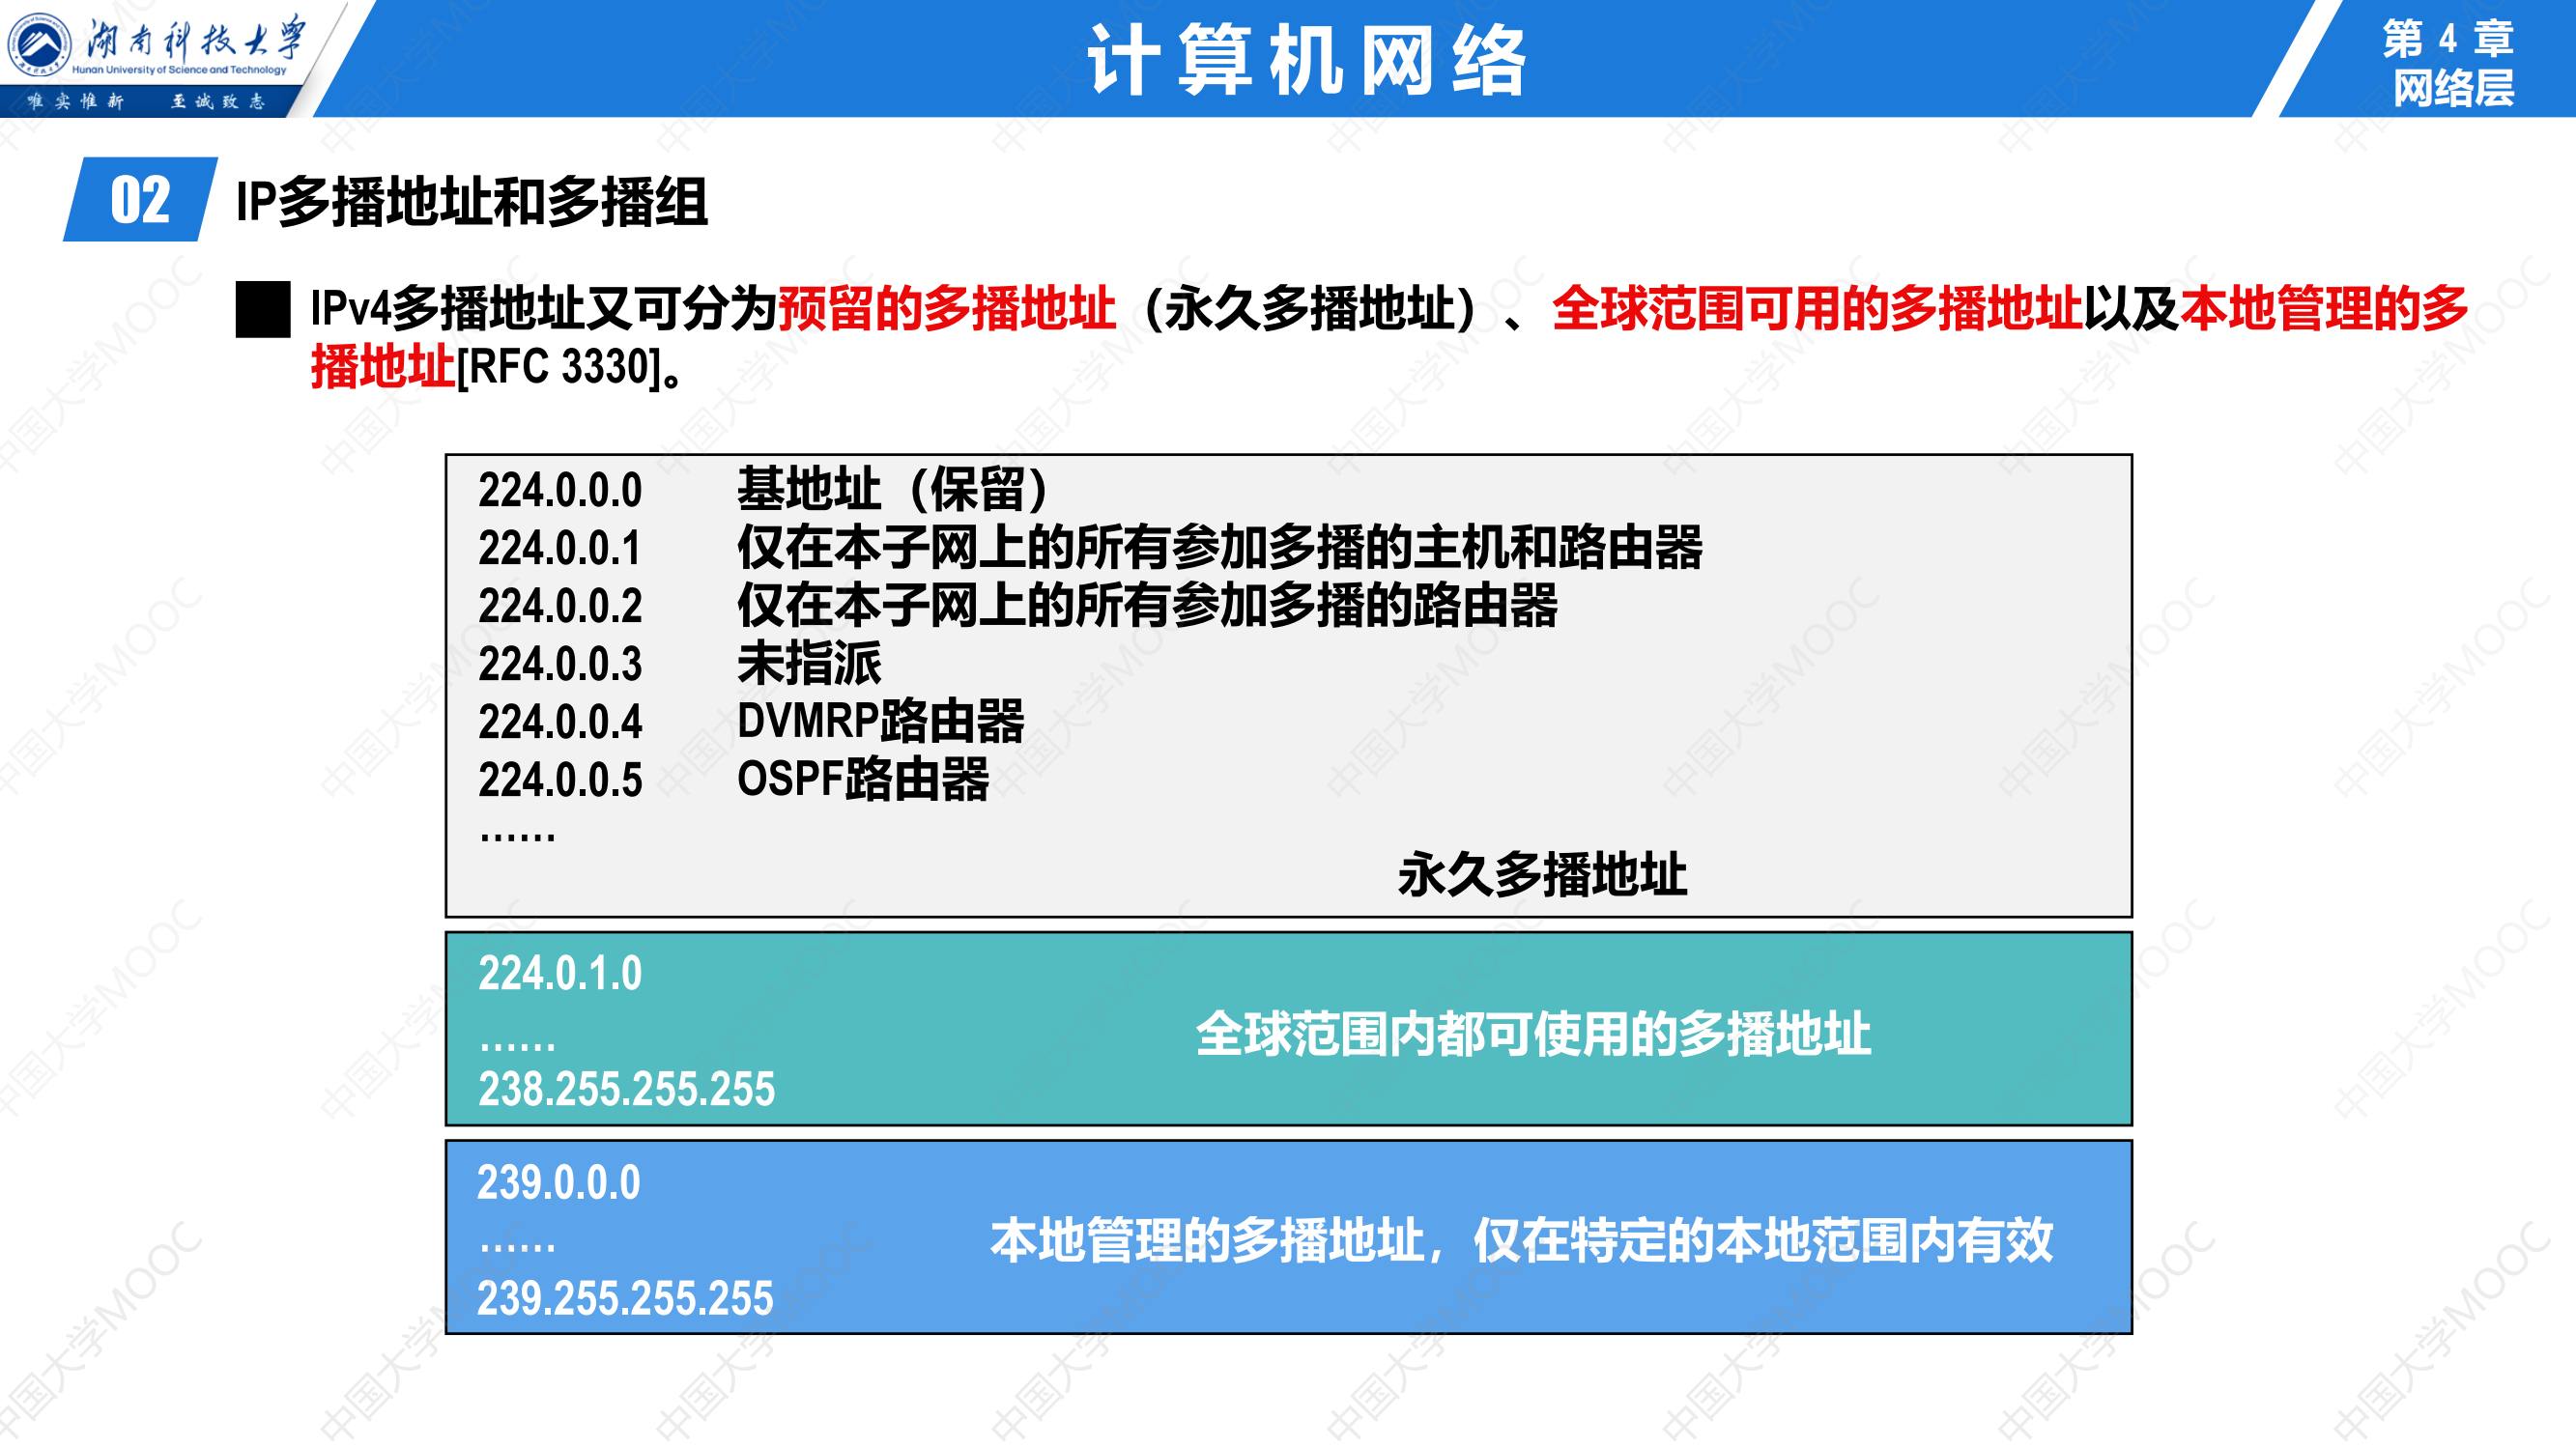 湖南科技大学
Hunan University of Science and Technology
唯实惟新 至诚致志
计算机网络
第 4 章
网络层
02 IP多播地址和多播组
IPv4多播地址又可分为预留的多播地址（永久多播地址）、全球范围可用的多播地址以及本地管理的多
播地址[RFC 3330]。
224.0.0.0 基地址（保留）
224.0.0.1 仅在本子网上的所有参加多播的主机和路由器
224.0.0.2 仅在本子网上的所有参加多播的路由器
224.0.0.3 未指派
224.0.0.4 DVMRP路由器
224.0.0.5 OSPF路由器
……
永久多播地址
224.0.1.0
……
238.255.255.255
全球范围内都可使用的多播地址
239.0.0.0
……
239.255.255.255
本地管理的多播地址，仅在特定的本地范围内有效
中国大学MOOC